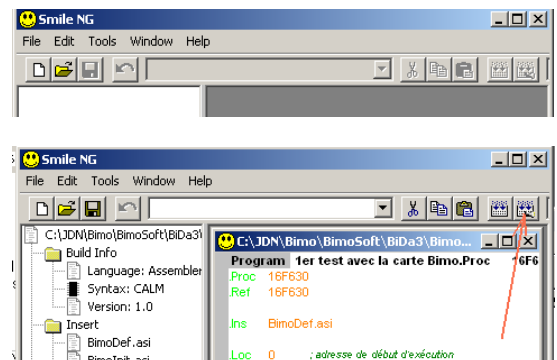 Smile NG
File Edit Tools Window Help
Smile NG
File Edit Tools Window Help
C:\JDN\Bimo\BimoSoft\BiDa3\
Build Info
Language: Assembler
Syntax: CALM
Version: 1.0
Insert
BimoDef.asi
BimoInit.asi
C:\JDN\Bimo\BimoSoft\BiDa3\Bimo...
Program 1er test avec la carte Bimo.Proc 16F6
.Proc 16F630
.Ref 16F630
.Ins BimoDef.asi
.Loc 0 ; adresse de début d'exécution